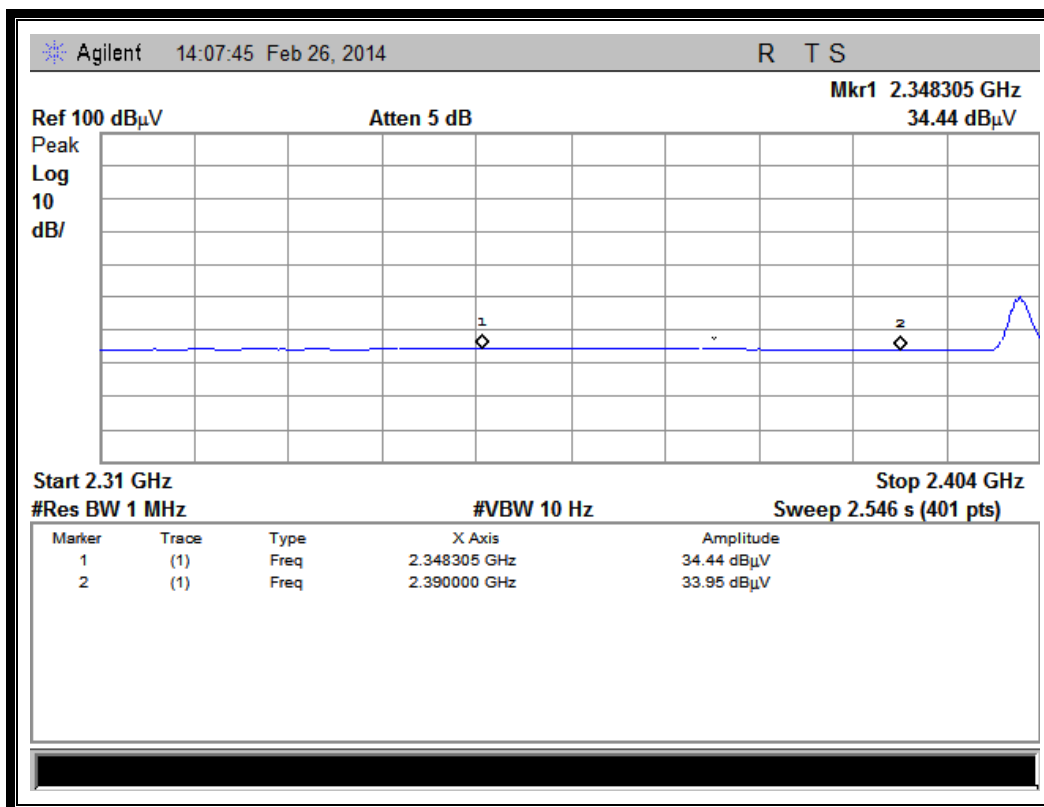 Agilent 14:07:45 Feb 26, 2014 R T S
Mkr1 2.348305 GHz
Ref 100 dBµV Atten 5 dB 34.44 dBµV
Peak
Log
10
dB/
1
2
Start 2.31 GHz Stop 2.404 GHz
#Res BW 1 MHz #VBW 10 Hz Sweep 2.546 s (401 pts)
Marker Trace Type X Axis Amplitude
1 (1) Freq 2.348305 GHz 34.44 dBµV
2 (1) Freq 2.390000 GHz 33.95 dBµV